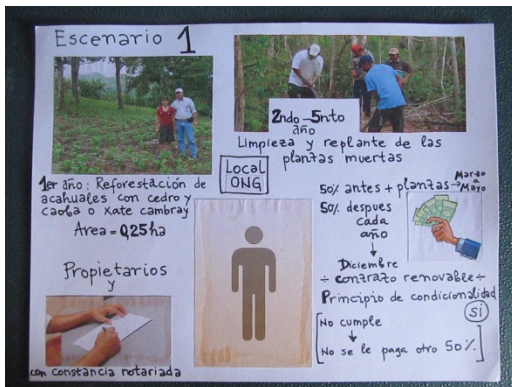 Escenario 1
1er año: Reforestación de
acahuales con cedro y
caoba o xate cambray
Area = 0,25 ha
Propietarios
y
con constancia notariada
Local
ONG
2ndo - 5nto
año
Limpieza y replante de las
plantas muertas
50% antes + plantas → Marzo
a
Mayo
50% despues
cada
año
↓
Diciembre
÷ contrato renovable ÷
Principio de condicionalidad
si
[No cumple
↓
No se le paga otro 50%.]